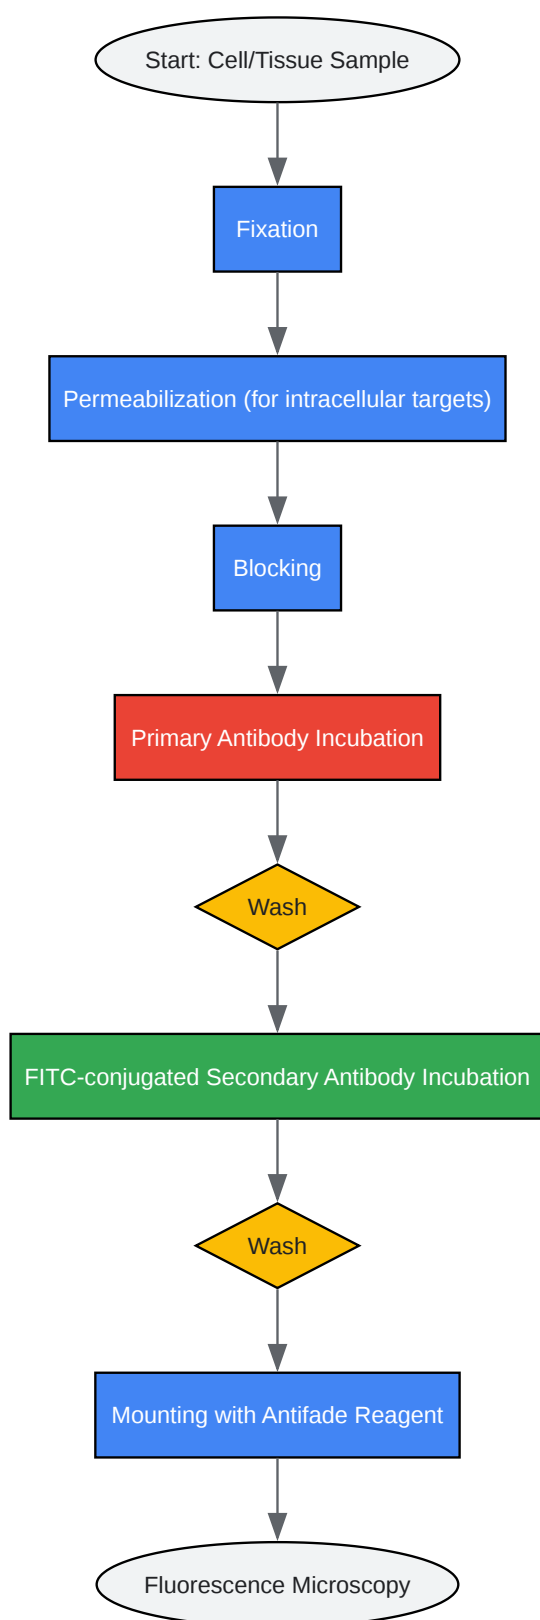 Start: Cell/Tissue Sample
Fixation
Permeabilization (for intracellular targets)
Blocking
Primary Antibody Incubation
Wash
FITC-conjugated Secondary Antibody Incubation
Wash
Mounting with Antifade Reagent
Fluorescence Microscopy